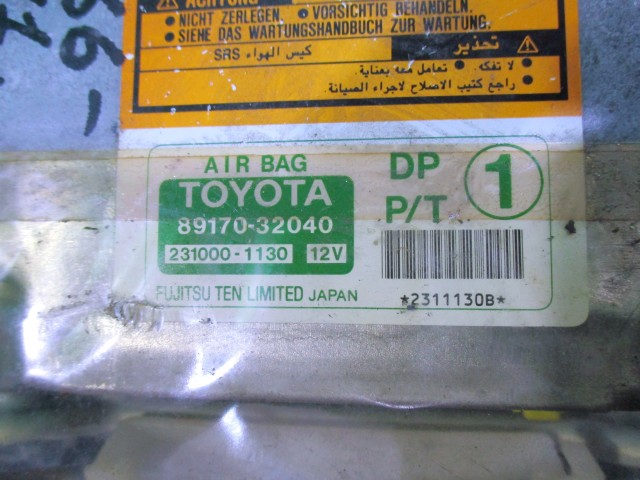 ACHTUNG
• NICHT ZERLEGEN. • VORSICHTIG BEHANDELN.
• SIEHE DAS WARTUNGSHANDBUCH ZUR WARTUNG.
تحذير
كيس الهواء SRS
• لا تفكه. • تعامل معه بعناية.
• راجع كتيب الاصلاح لاجراء الصيانة.
AIR BAG
TOYOTA
89170-32040
231000-1130 12V
DP
P/T
1
*2311130B*
FUJITSU TEN LIMITED JAPAN